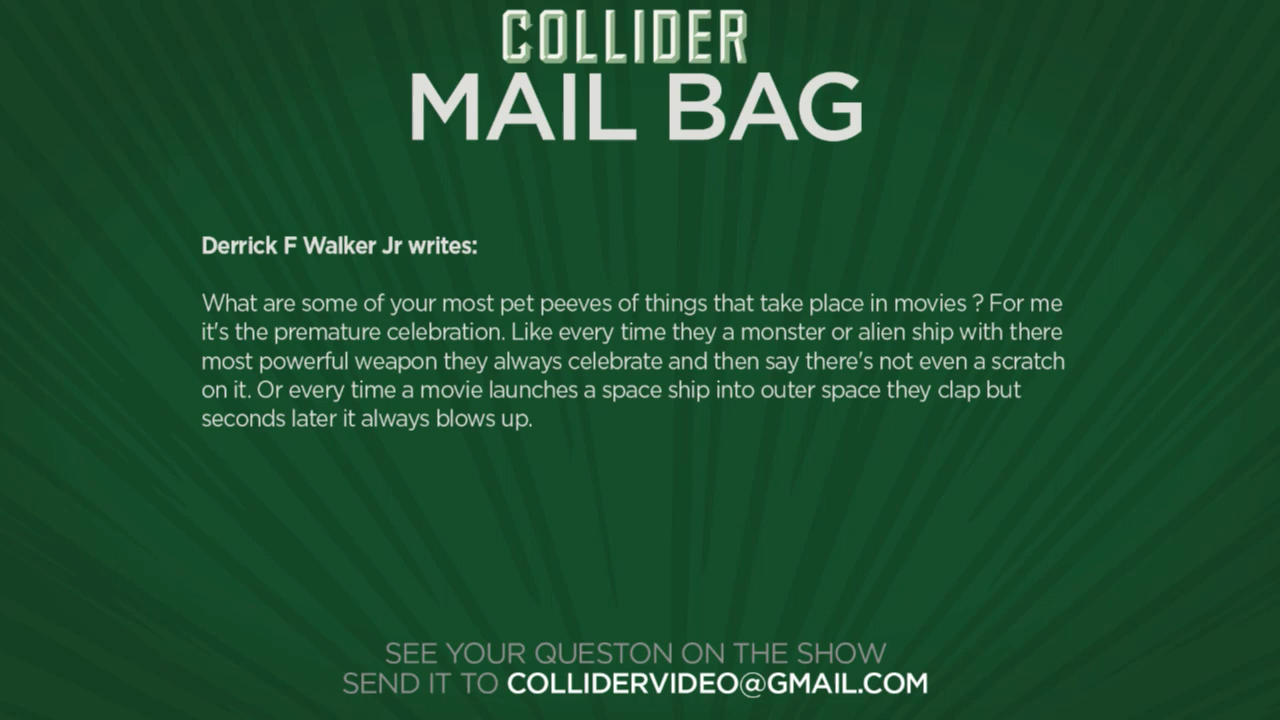 COLLIDER
MAIL BAG
Derrick F Walker Jr writes:
What are some of your most pet peeves of things that take place in movies ? For me
it's the premature celebration. Like every time they a monster or alien ship with there
most powerful weapon they always celebrate and then say there's not even a scratch
on it. Or every time a movie launches a space ship into outer space they clap but
seconds later it always blows up.
SEE YOUR QUESTON ON THE SHOW
SEND IT TO COLLIDERVIDEO@GMAIL.COM